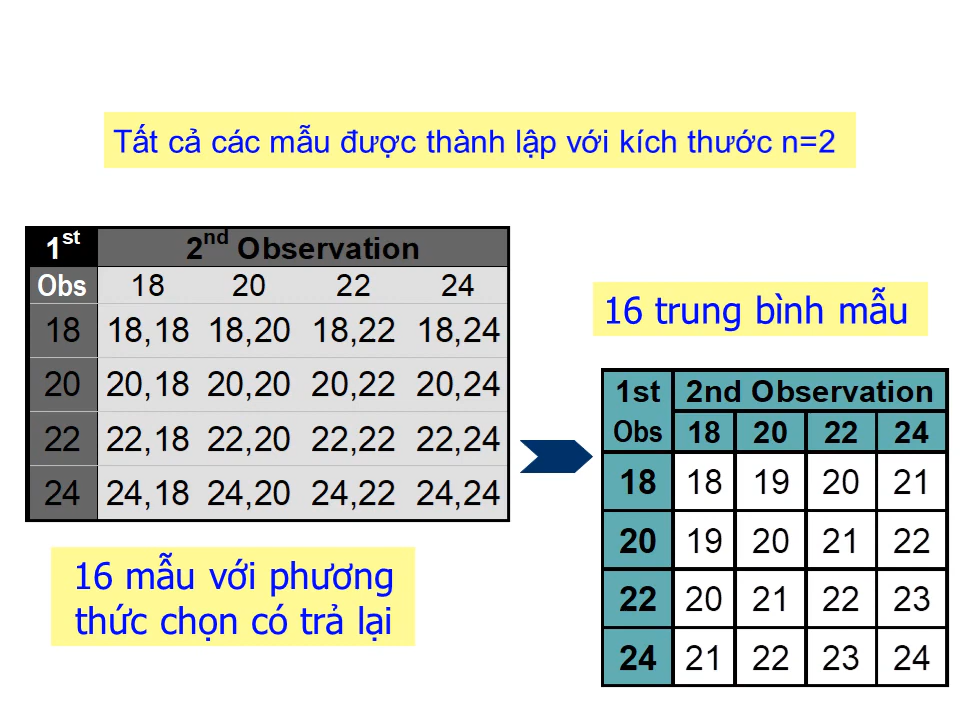 Tất cả các mẫu được thành lập với kích thước n=2
1st 2nd Observation
Obs 18 20 22 24
18 18,18 18,20 18,22 18,24
20 20,18 20,20 20,22 20,24
22 22,18 22,20 22,22 22,24
24 24,18 24,20 24,22 24,24
16 mẫu với phương
thức chọn có trả lại
16 trung bình mẫu
1st 2nd Observation
Obs 18 20 22 24
18 18 19 20 21
20 19 20 21 22
22 20 21 22 23
24 21 22 23 24